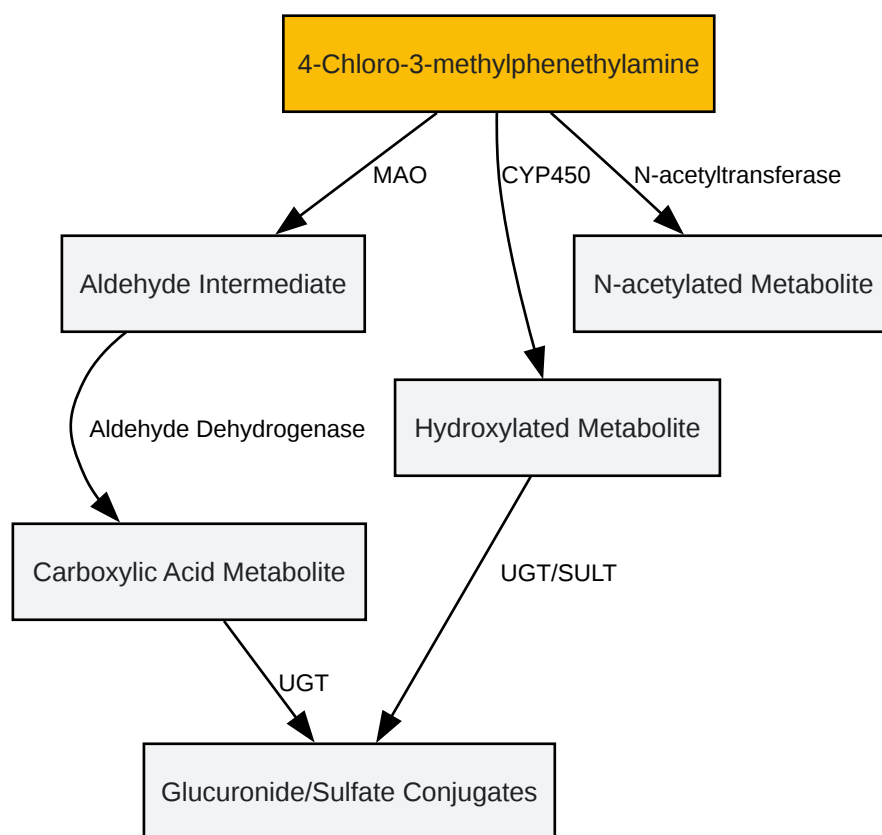 4-Chloro-3-methylphenethylamine
MAO
CYP450
N-acetyltransferase
Aldehyde Intermediate
N-acetylated Metabolite
Aldehyde Dehydrogenase
Hydroxylated Metabolite
Carboxylic Acid Metabolite
UGT/SULT
UGT
Glucuronide/Sulfate Conjugates